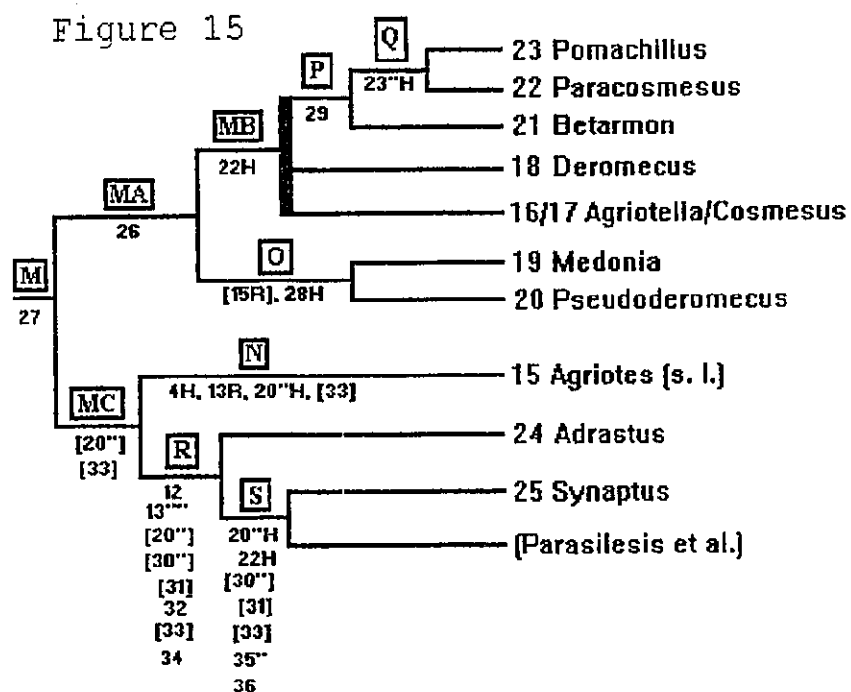 Figure 15
Q
23 Pomachilius
P
23"H
22 Paracosmesus
29
21 Betarmon
MB
22H
18 Deromecus
MA
26
16/17 Agriotella/Cosmesus
O
19 Medonia
M
[15R], 28H
20 Pseudoderomecus
27
N
15 Agriotes (s. l.)
4H, 13R, 20"H, [33]
MC
[20"]
[33]
R
24 Adrastus
12
S
25 Synaptus
13""
20"H
(Parasilesis et al.)
[20"]
22H
[30"]
[30"]
[31]
[31]
32
[33]
[33]
35"
34
36